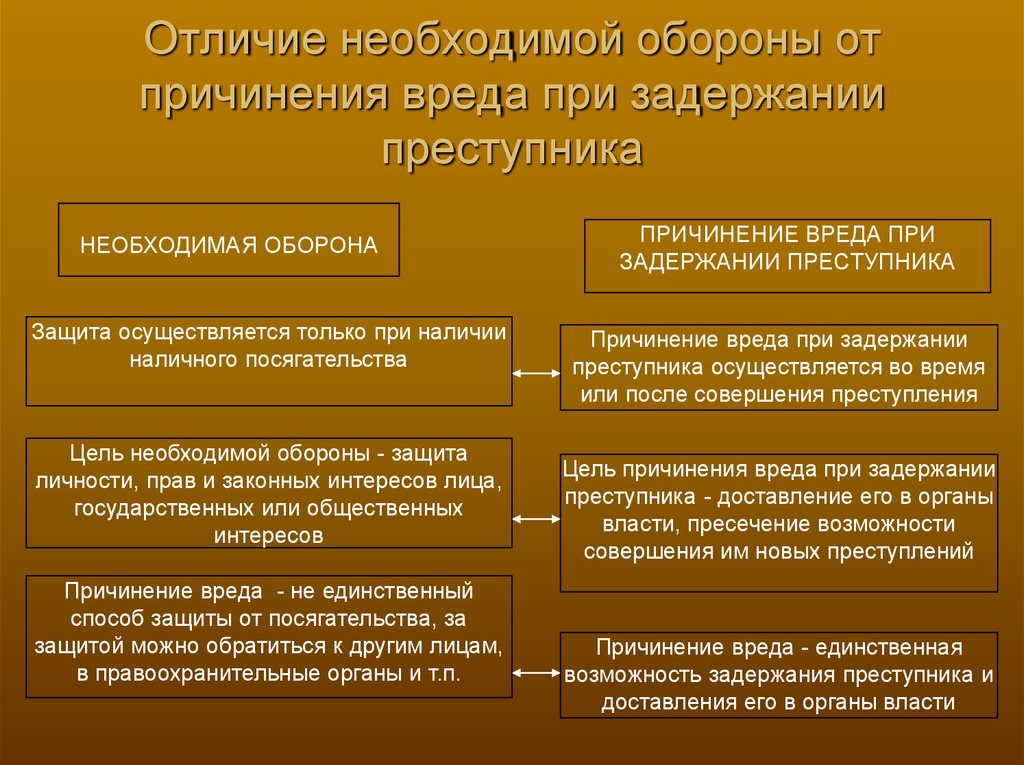 Отличие необходимой обороны от
причинения вреда при задержании
преступника
НЕОБХОДИМАЯ ОБОРОНА
ПРИЧИНЕНИЕ ВРЕДА ПРИ
ЗАДЕРЖАНИИ ПРЕСТУПНИКА
Защита осуществляется только при наличии
наличного посягательства
Причинение вреда при задержании
преступника осуществляется во время
или после совершения преступления
Цель необходимой обороны - защита
личности, прав и законных интересов лица,
государственных или общественных
интересов
Цель причинения вреда при задержании
преступника - доставление его в органы
власти, пресечение возможности
совершения им новых преступлений
Причинение вреда - не единственный
способ защиты от посягательства, за
защитой можно обратиться к другим лицам,
в правоохранительные органы и т.п.
Причинение вреда - единственная
возможность задержания преступника и
доставления его в органы власти